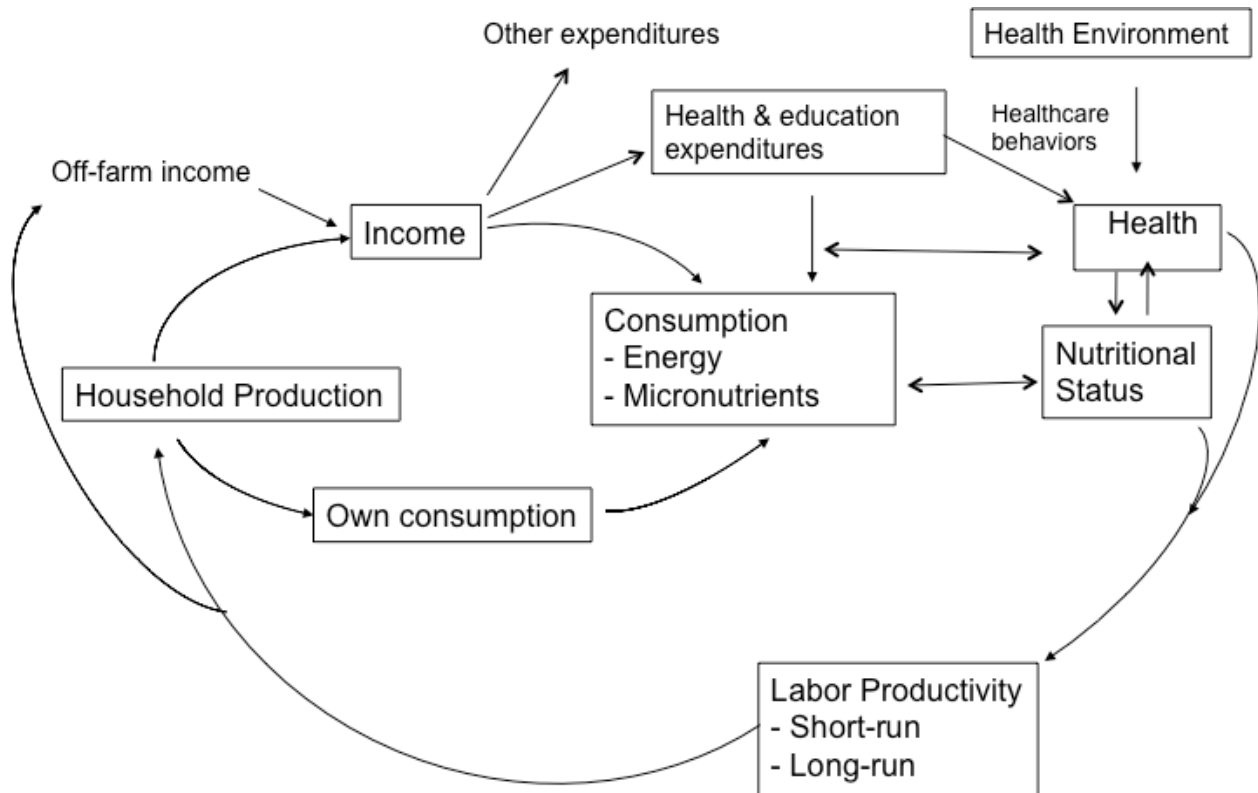 Other expenditures
Health Environment
Health & education
expenditures
Healthcare
behaviors
Off-farm income
Income
Health
Consumption
- Energy
- Micronutrients
Nutritional
Status
Household Production
Own consumption
Labor Productivity
- Short-run
- Long-run